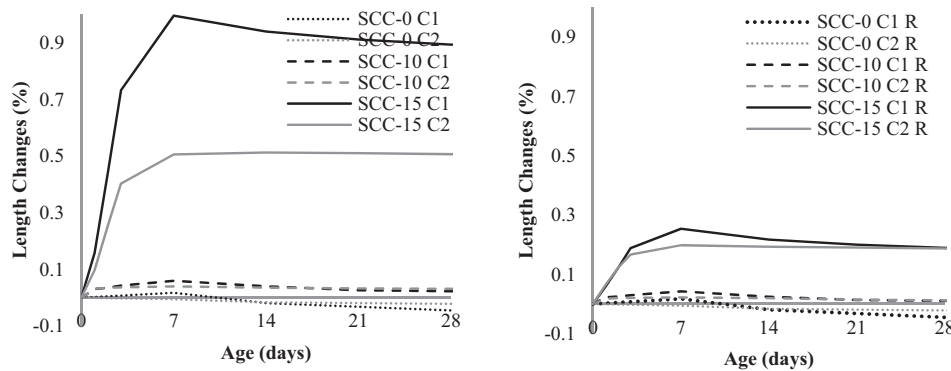 0.9
0.7
0.5
0.3
0.1
-0.1
Length Changes (%)
0 7 14 21 28
Age (days)
SCC-0 C1
SCC-0 C2
SCC-10 C1
SCC-10 C2
SCC-15 C1
SCC-15 C2
0.9
0.7
0.5
0.3
0.1
-0.1
Length Changes (%)
0 7 14 21 28
Age (days)
SCC-0 C1 R
SCC-0 C2 R
SCC-10 C1 R
SCC-10 C2 R
SCC-15 C1 R
SCC-15 C2 R